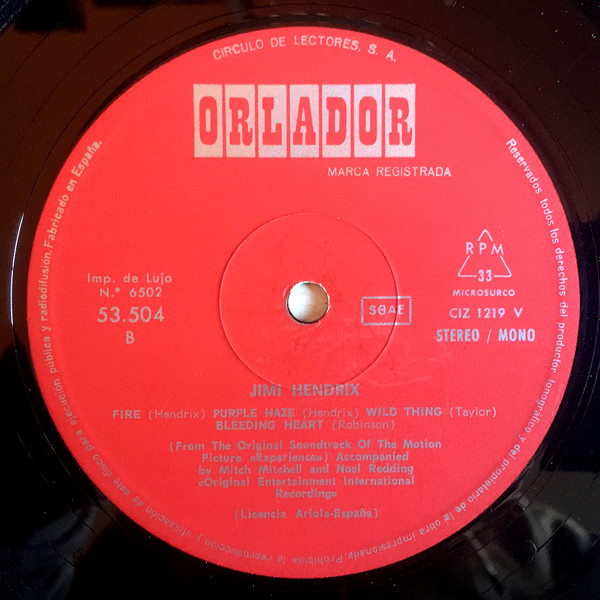 CIRCULO DE LECTORES, S. A.
ORLADOR
MARCA REGISTRADA
Reservados todos los derechos del productor fonográfico y del propietario de la obra impresionada. Prohibida la reproducción y utilización de este disco para ejecución pública y radiodifusión. Fabricado en España.
Imp. de Lujo
N.º 6502
53.504
B
RPM
33
MICROSURCO
SGAE
CIZ 1219 V
STEREO / MONO
JIMI HENDRIX
FIRE (Hendrix) PURPLE HAZE (Hendrix) WILD THING (Taylor)
BLEEDING HEART (Robinson)
(From The Original Soundtrack Of The Motion
Picture «Experience») Accompanied
by Mitch Mitchell and Noel Redding
«Original Entertainment International
Recording»
(Licencia Ariola-España)